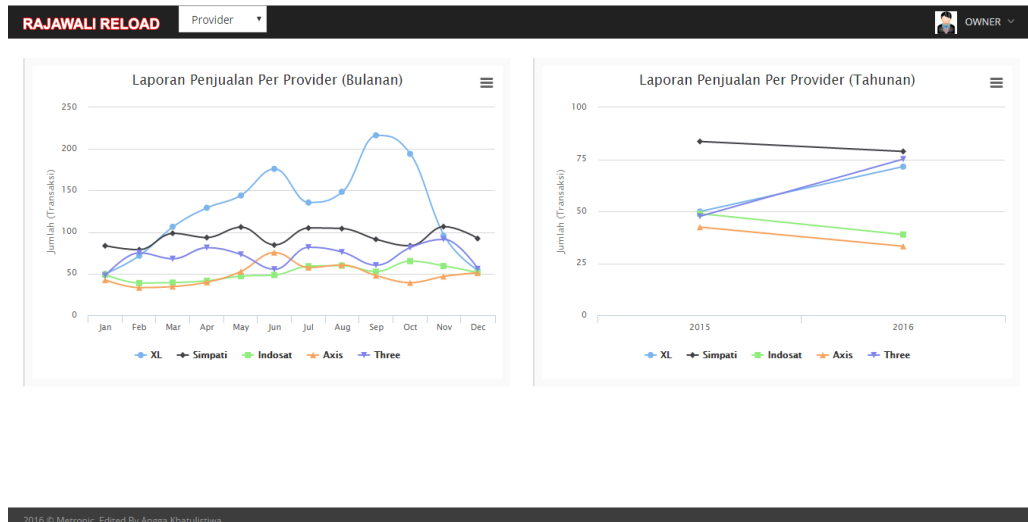 RAJAWALI RELOAD
Provider
OWNER
Laporan Penjualan Per Provider (Bulanan)
Jumlah (Transaksi)
250
200
150
100
50
0
Jan Feb Mar Apr May Jun Jul Aug Sep Oct Nov Dec
XL Simpati Indosat Axis Three
Laporan Penjualan Per Provider (Tahunan)
Jumlah (Transaksi)
100
75
50
25
0
2015 2016
XL Simpati Indosat Axis Three
2016 © Metronic. Edited By Angga Khatulistiwa